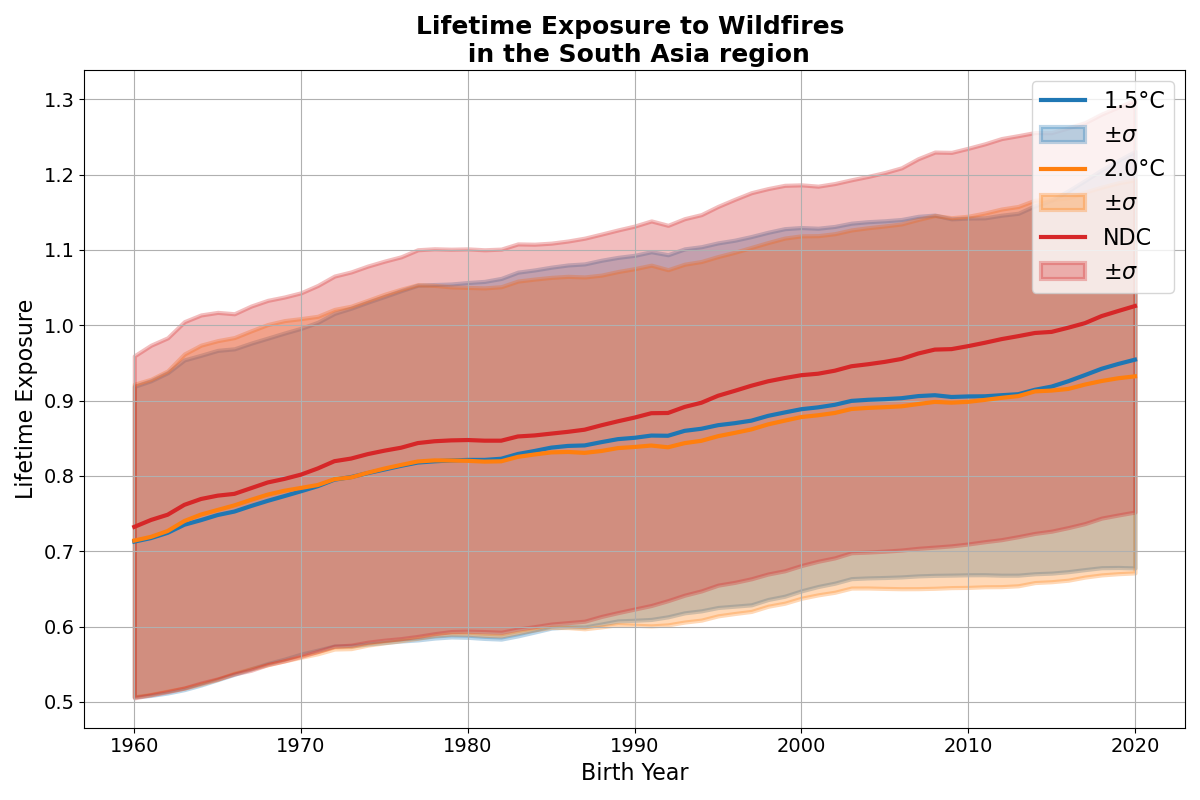 Lifetime Exposure to Wildfires
in the South Asia region
Lifetime Exposure
1.3
1.2
1.1
1.0
0.9
0.8
0.7
0.6
0.5
1.5°C
±σ
2.0°C
±σ
NDC
±σ
1960
1970
1980
1990
2000
2010
2020
Birth Year